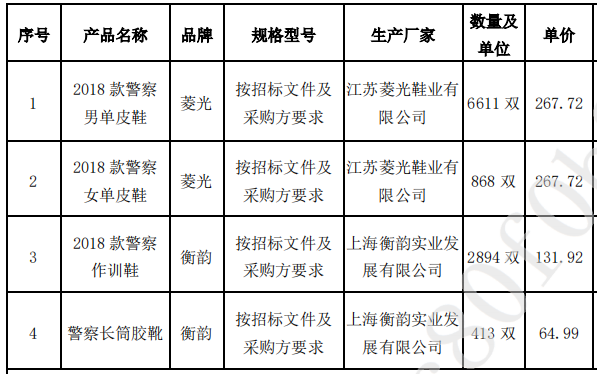 序号 产品名称 品牌 规格型号 生产厂家 数量及单位 单价
1 2018 款警察男单皮鞋 菱光 按招标文件及采购方要求 江苏菱光鞋业有限公司 6611 双 267.72
2 2018 款警察女单皮鞋 菱光 按招标文件及采购方要求 江苏菱光鞋业有限公司 868 双 267.72
3 2018 款警察作训鞋 衡韵 按招标文件及采购方要求 上海衡韵实业发展有限公司 2894 双 131.92
4 警察长筒胶靴 衡韵 按招标文件及采购方要求 上海衡韵实业发展有限公司 413 双 64.99